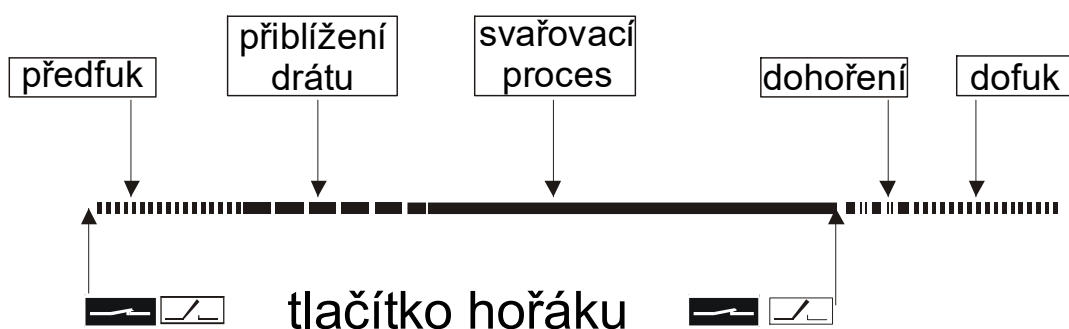 předfuk
přiblížení
drátu
svařovací
proces
dohoření
dofuk
tlačítko hořáku